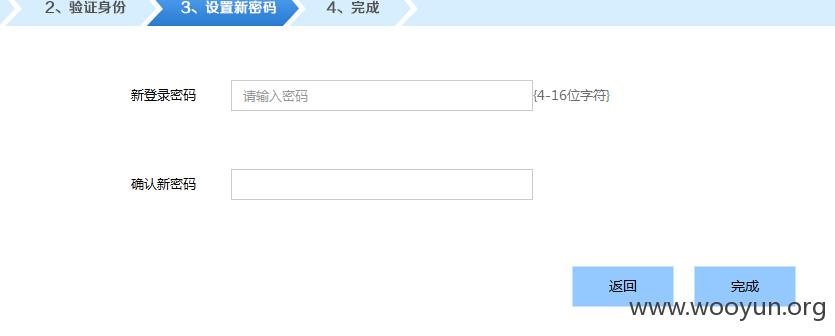 2、验证身份 3、设置新密码 4、完成
新登录密码 请输入密码 {4-16位字符}
确认新密码
返回 完成
www.wooyun.org